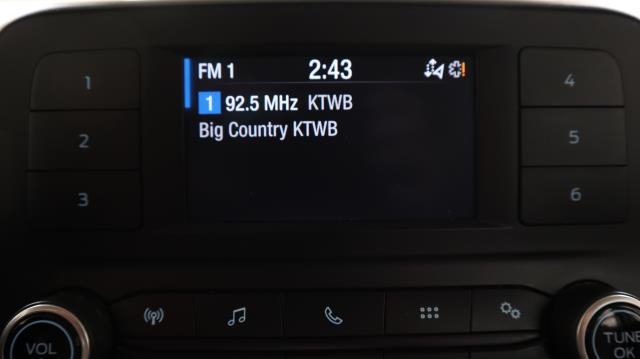 FM 1 2:43
1 92.5 MHz KTWB
Big Country KTWB
1
2
3
4
5
6
VOL
TUNE
OK